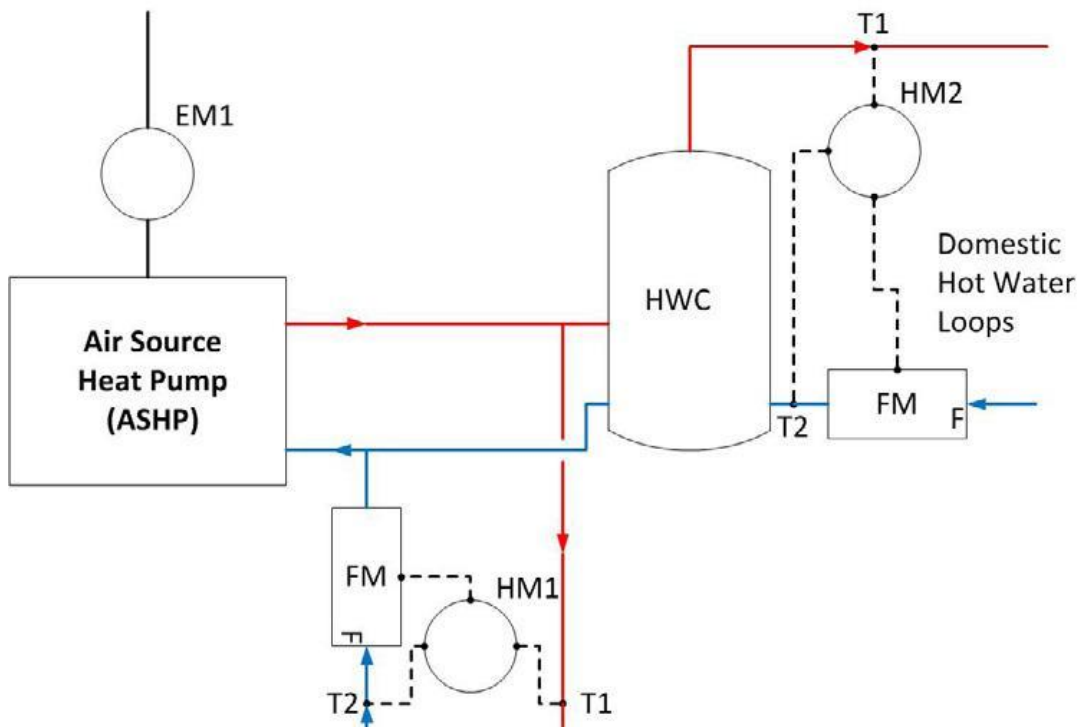 T1
EM1
HM2
Domestic
Hot Water
Loops
HWC
Air Source
Heat Pump
(ASHP)
FM
F
T2
FM
HM1
F
T2
T1